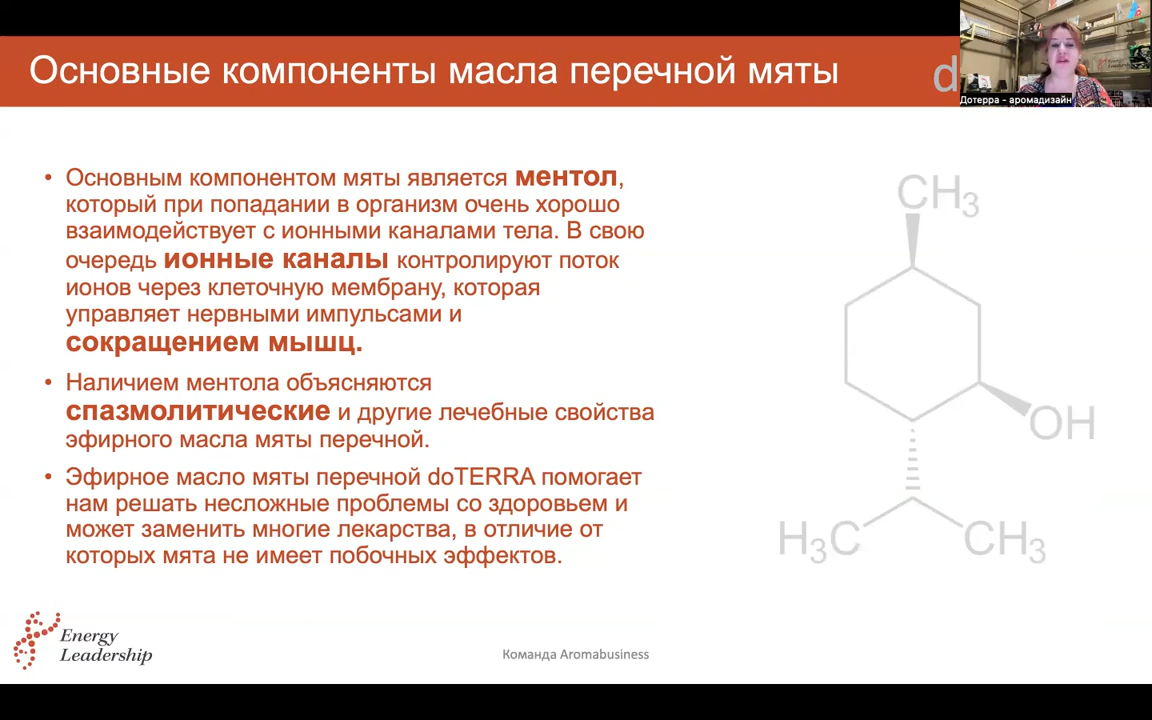 Основные компоненты масла перечной мяты
d
Дотерра - аромадизайн
• Основным компонентом мяты является ментол,
который при попадании в организм очень хорошо
взаимодействует с ионными каналами тела. В свою
очередь ионные каналы контролируют поток
ионов через клеточную мембрану, которая
управляет нервными импульсами и
сокращением мышц.
• Наличием ментола объясняются
спазмолитические и другие лечебные свойства
эфирного масла мяты перечной.
• Эфирное масло мяты перечной doTERRA помогает
нам решать несложные проблемы со здоровьем и
может заменить многие лекарства, в отличие от
которых мята не имеет побочных эффектов.
CH3
OH
H3C
CH3
Energy
Leadership
Команда Aromabusiness